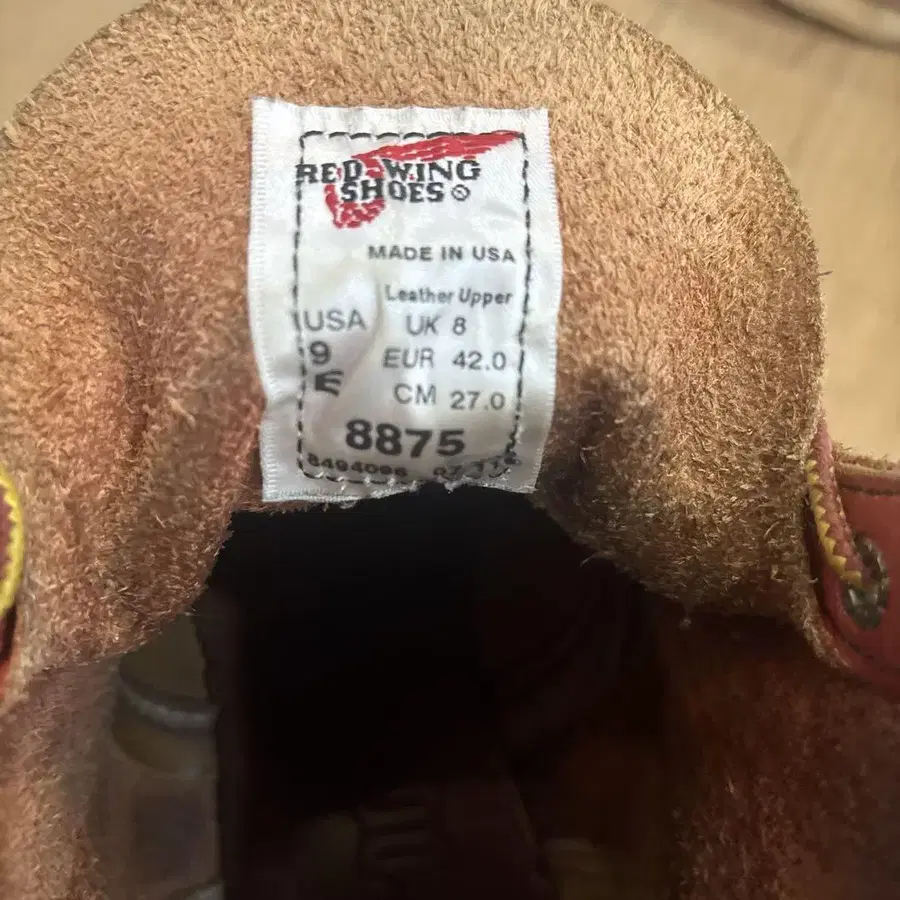 RED WING
SHOES
MADE IN USA
Leather Upper
USA UK 8
9 EUR 42.0
E CM 27.0
8875
8494096